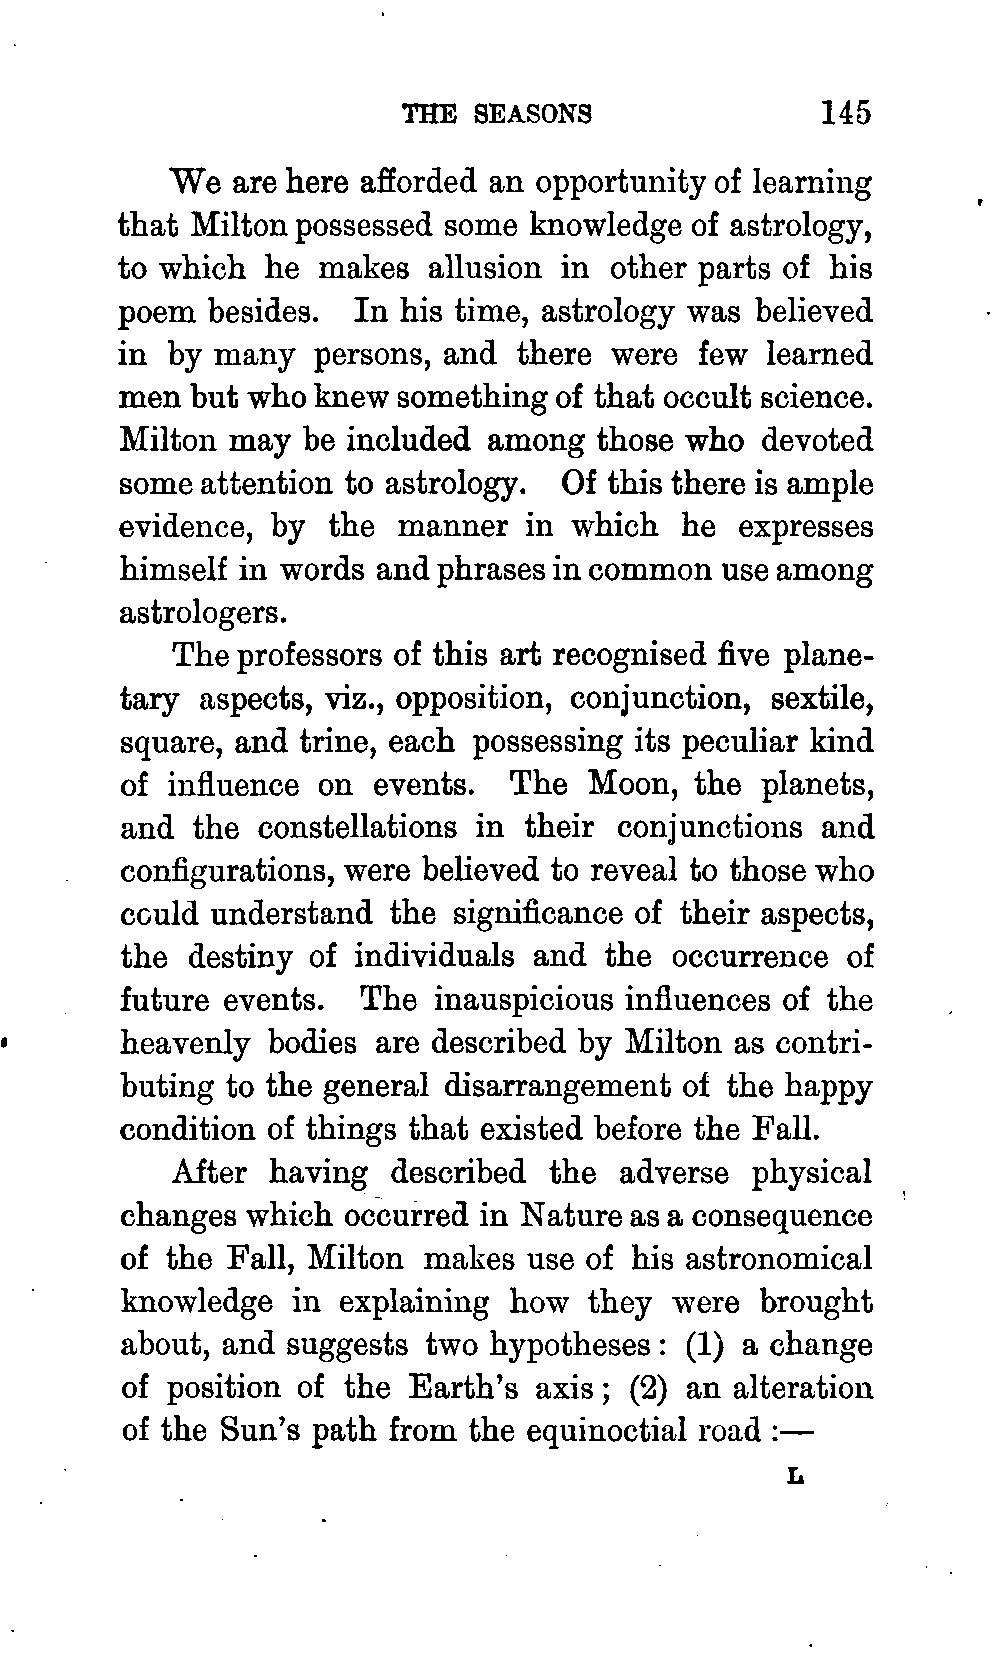 THE SEASONS 145
We are here afforded an opportunity of learning
that Milton possessed some knowledge of astrology,
to which he makes allusion in other parts of his
poem besides. In his time, astrology was believed
in by many persons, and there were few learned
men but who knew something of that occult science.
Milton may be included among those who devoted
some attention to astrology. Of this there is ample
evidence, by the manner in which he expresses
himself in words and phrases in common use among
astrologers.
The professors of this art recognised five plane-
tary aspects, viz., opposition, conjunction, sextile,
square, and trine, each possessing its peculiar kind
of influence on events. The Moon, the planets,
and the constellations in their conjunctions and
configurations, were believed to reveal to those who
could understand the significance of their aspects,
the destiny of individuals and the occurrence of
future events. The inauspicious influences of the
heavenly bodies are described by Milton as contri-
buting to the general disarrangement of the happy
condition of things that existed before the Fall.
After having described the adverse physical
changes which occurred in Nature as a consequence
of the Fall, Milton makes use of his astronomical
knowledge in explaining how they were brought
about, and suggests two hypotheses : (1) a change
of position of the Earth's axis ; (2) an alteration
of the Sun's path from the equinoctial road :—
L